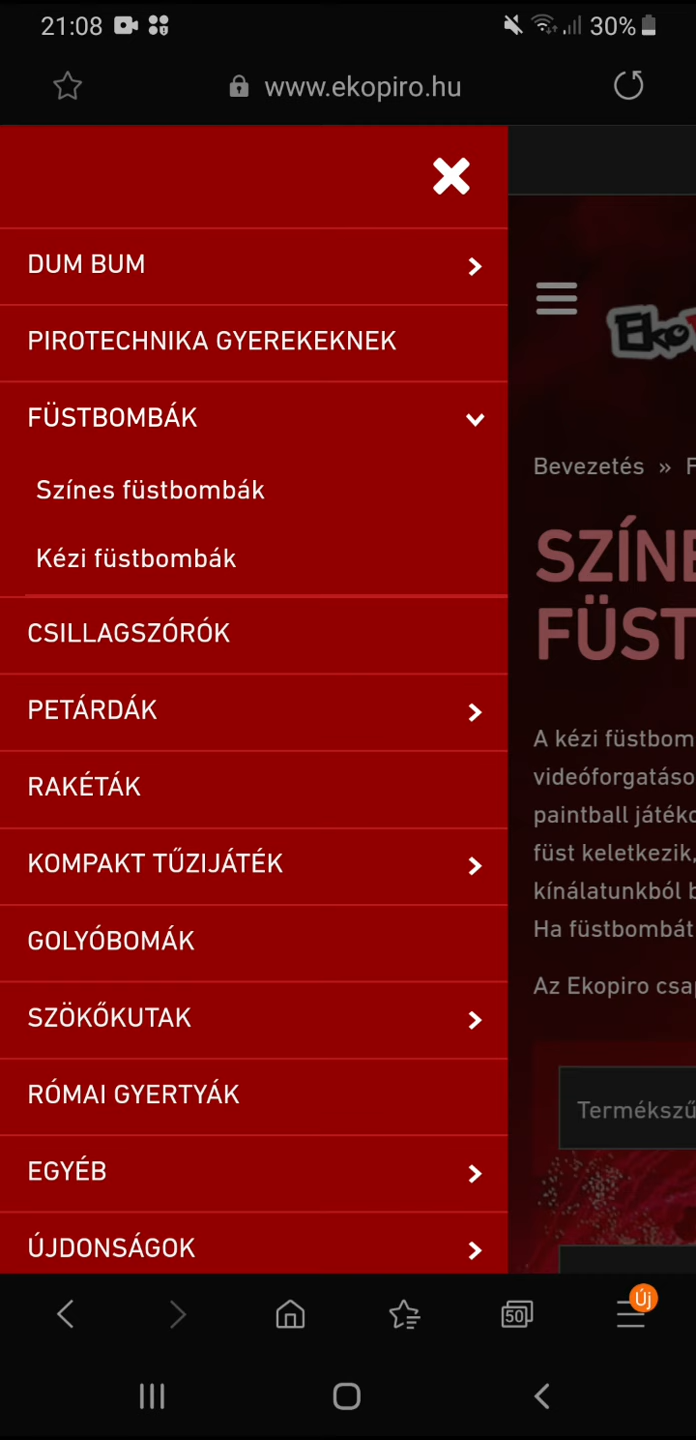 21:08 30%
www.ekopiro.hu
DUM BUM
PIROTECHNIKA GYEREKEKNEK
FÜSTBOMBÁK
Színes füstbombák
Kézi füstbombák
CSILLAGSZÓRÓK
PETÁRDÁK
RAKÉTÁK
KOMPAKT TŰZIJÁTÉK
GOLYÓBOMÁK
SZÖKŐKUTAK
RÓMAI GYERTYÁK
EGYÉB
ÚJDONSÁGOK
Eko
Bevezetés » F
SZÍNE
FÜST
A kézi füstbom
videóforgatáso
paintball játéko
füst keletkezik,
kínálatunkból b
Ha füstbombát
Az Ekopiro csap
Termékszű
50
Új